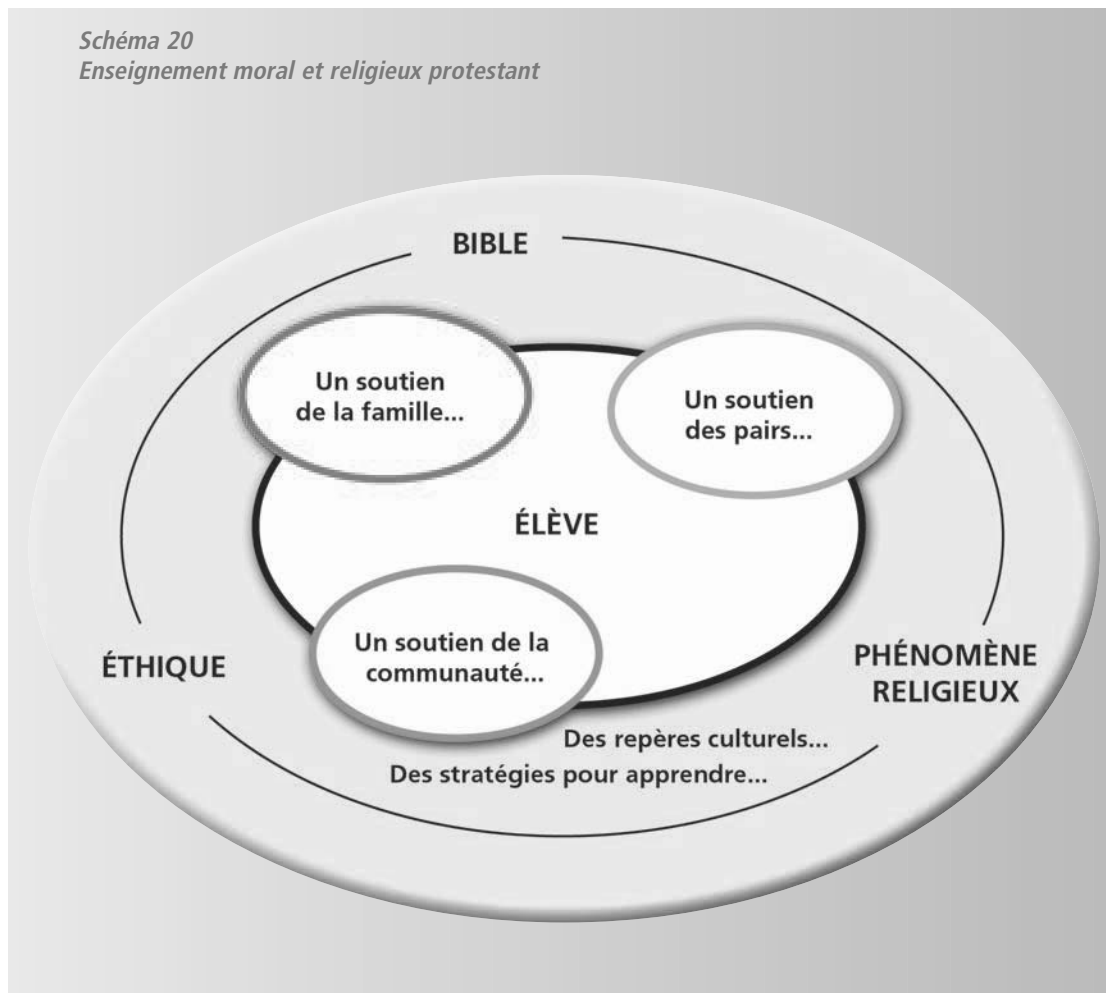 Schéma 20
Enseignement moral et religieux protestant
BIBLE
Un soutien
de la famille...
Un soutien
des pairs...
ÉLÈVE
Un soutien de la
communauté...
ÉTHIQUE
PHÉNOMÈNE
RELIGIEUX
Des repères culturels...
Des stratégies pour apprendre...